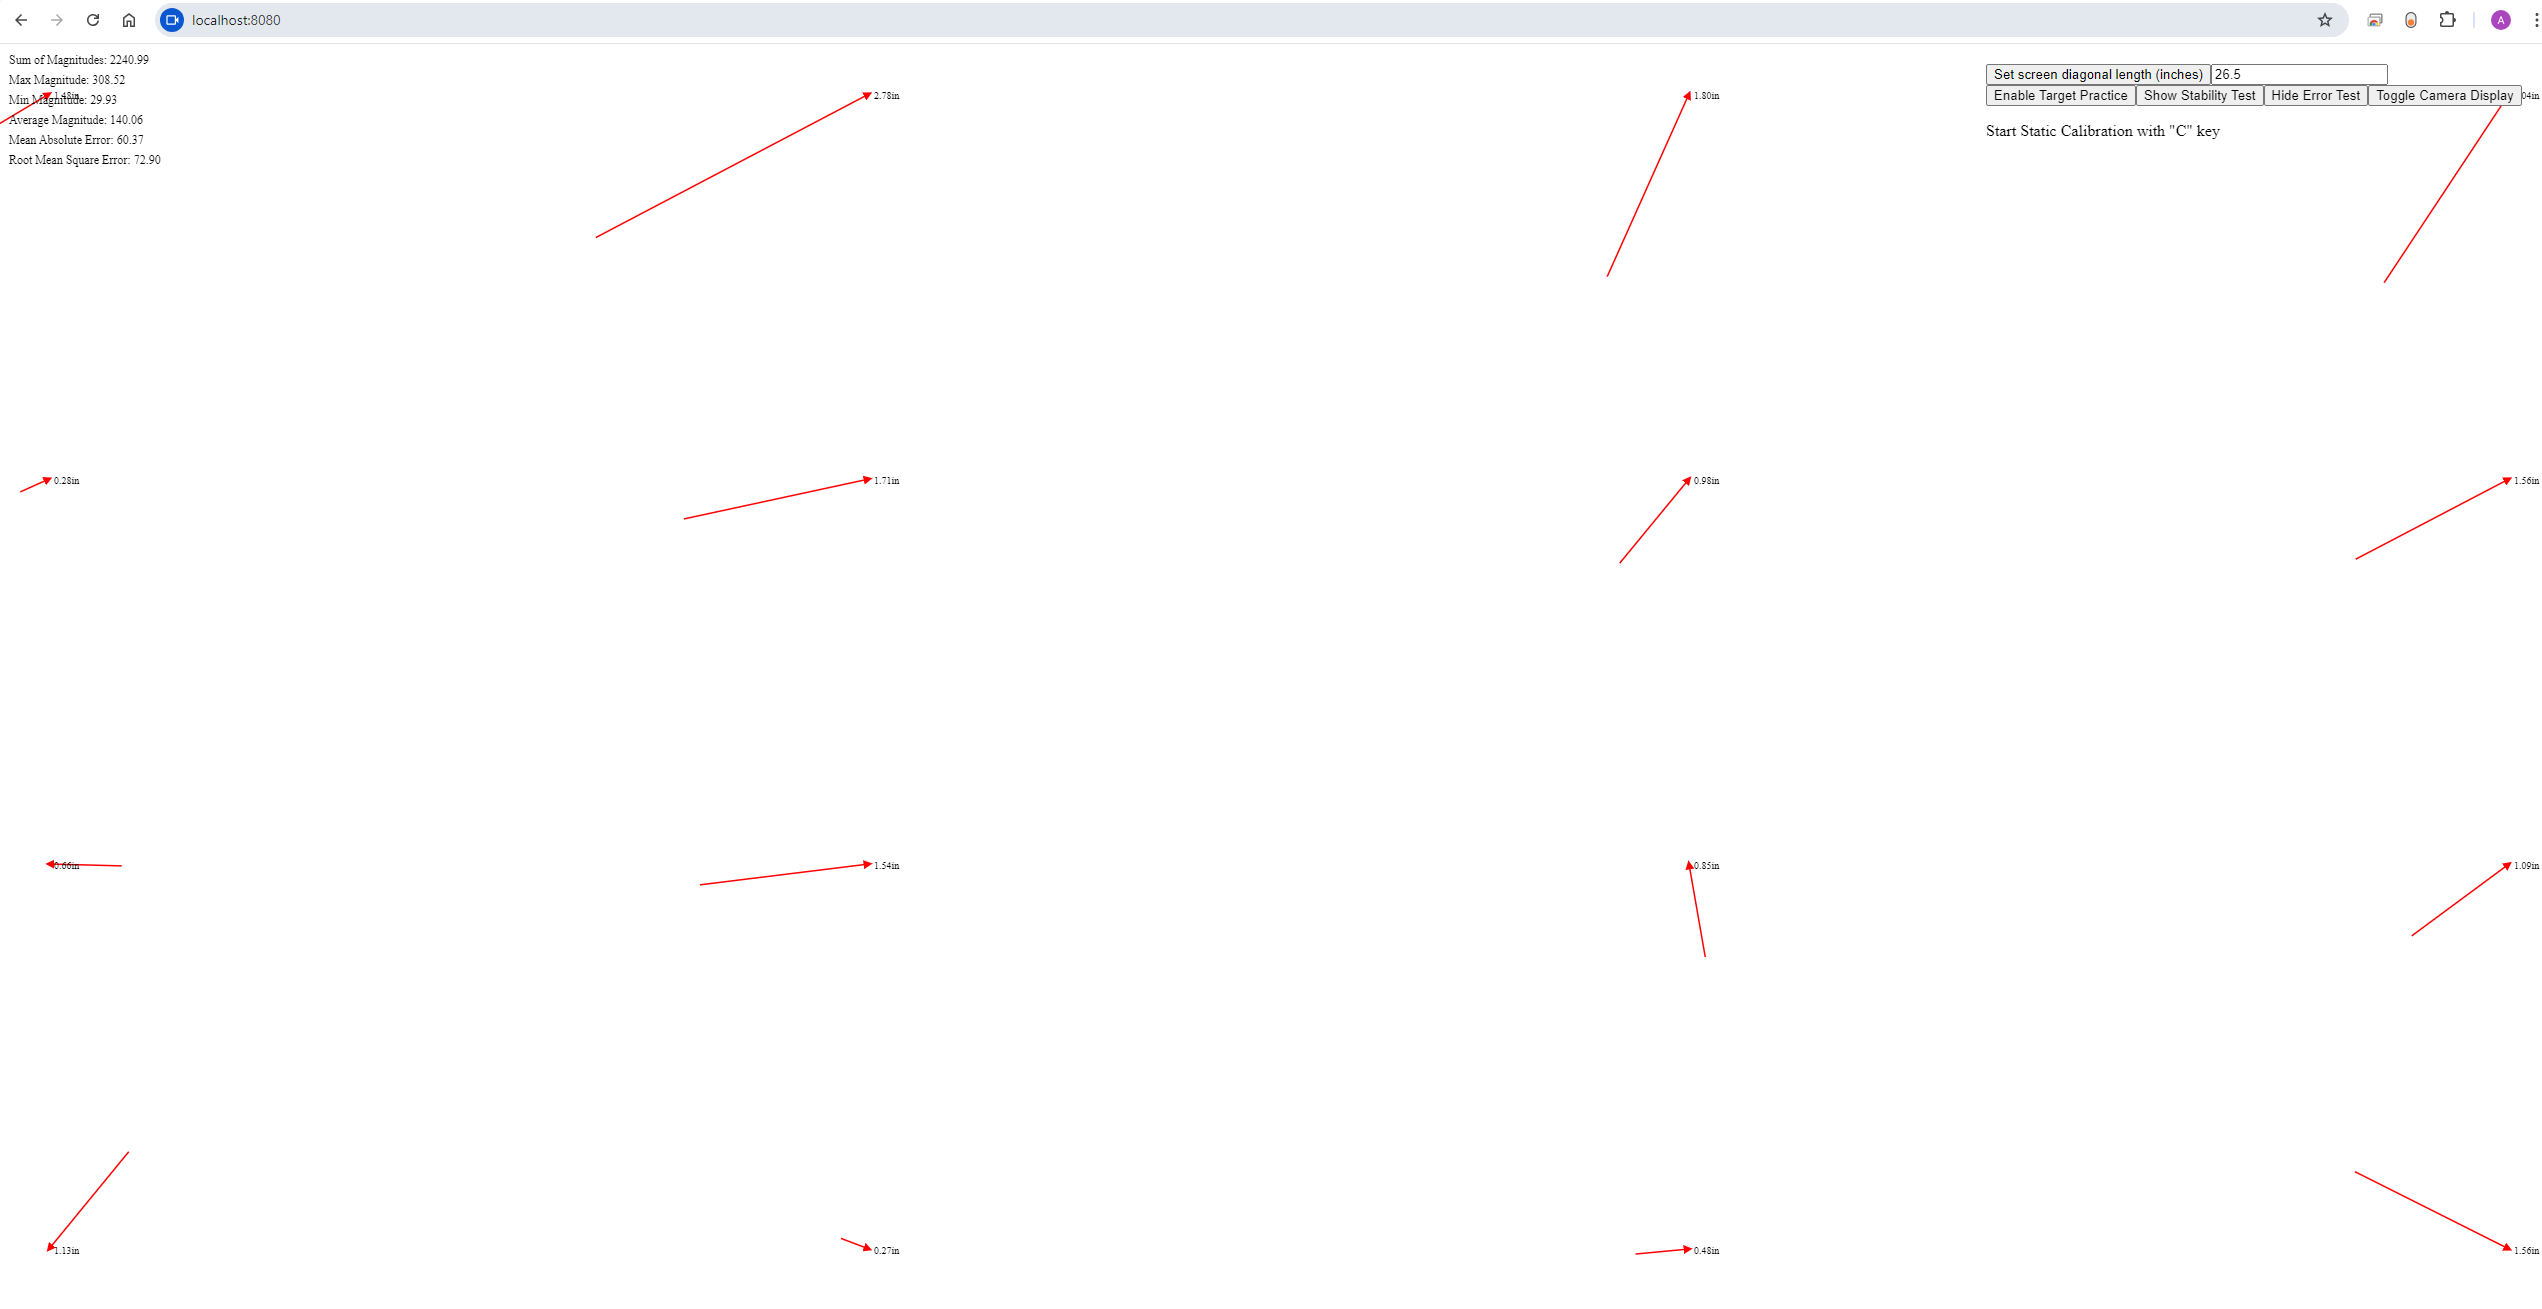 localhost:8080
A
Sum of Magnitudes: 2240.99
Max Magnitude: 308.52
Min Magnitude: 29.93
Average Magnitude: 140.06
Mean Absolute Error: 60.37
Root Mean Square Error: 72.90
Set screen diagonal length (inches) 26.5
Enable Target Practice Show Stability Test Hide Error Test Toggle Camera Display
Start Static Calibration with "C" key
1.48in 2.78in 1.80in 04in
0.28in 1.71in 0.98in 1.56in
0.66in 1.54in 0.85in 1.09in
1.13in 0.27in 0.48in 1.56in